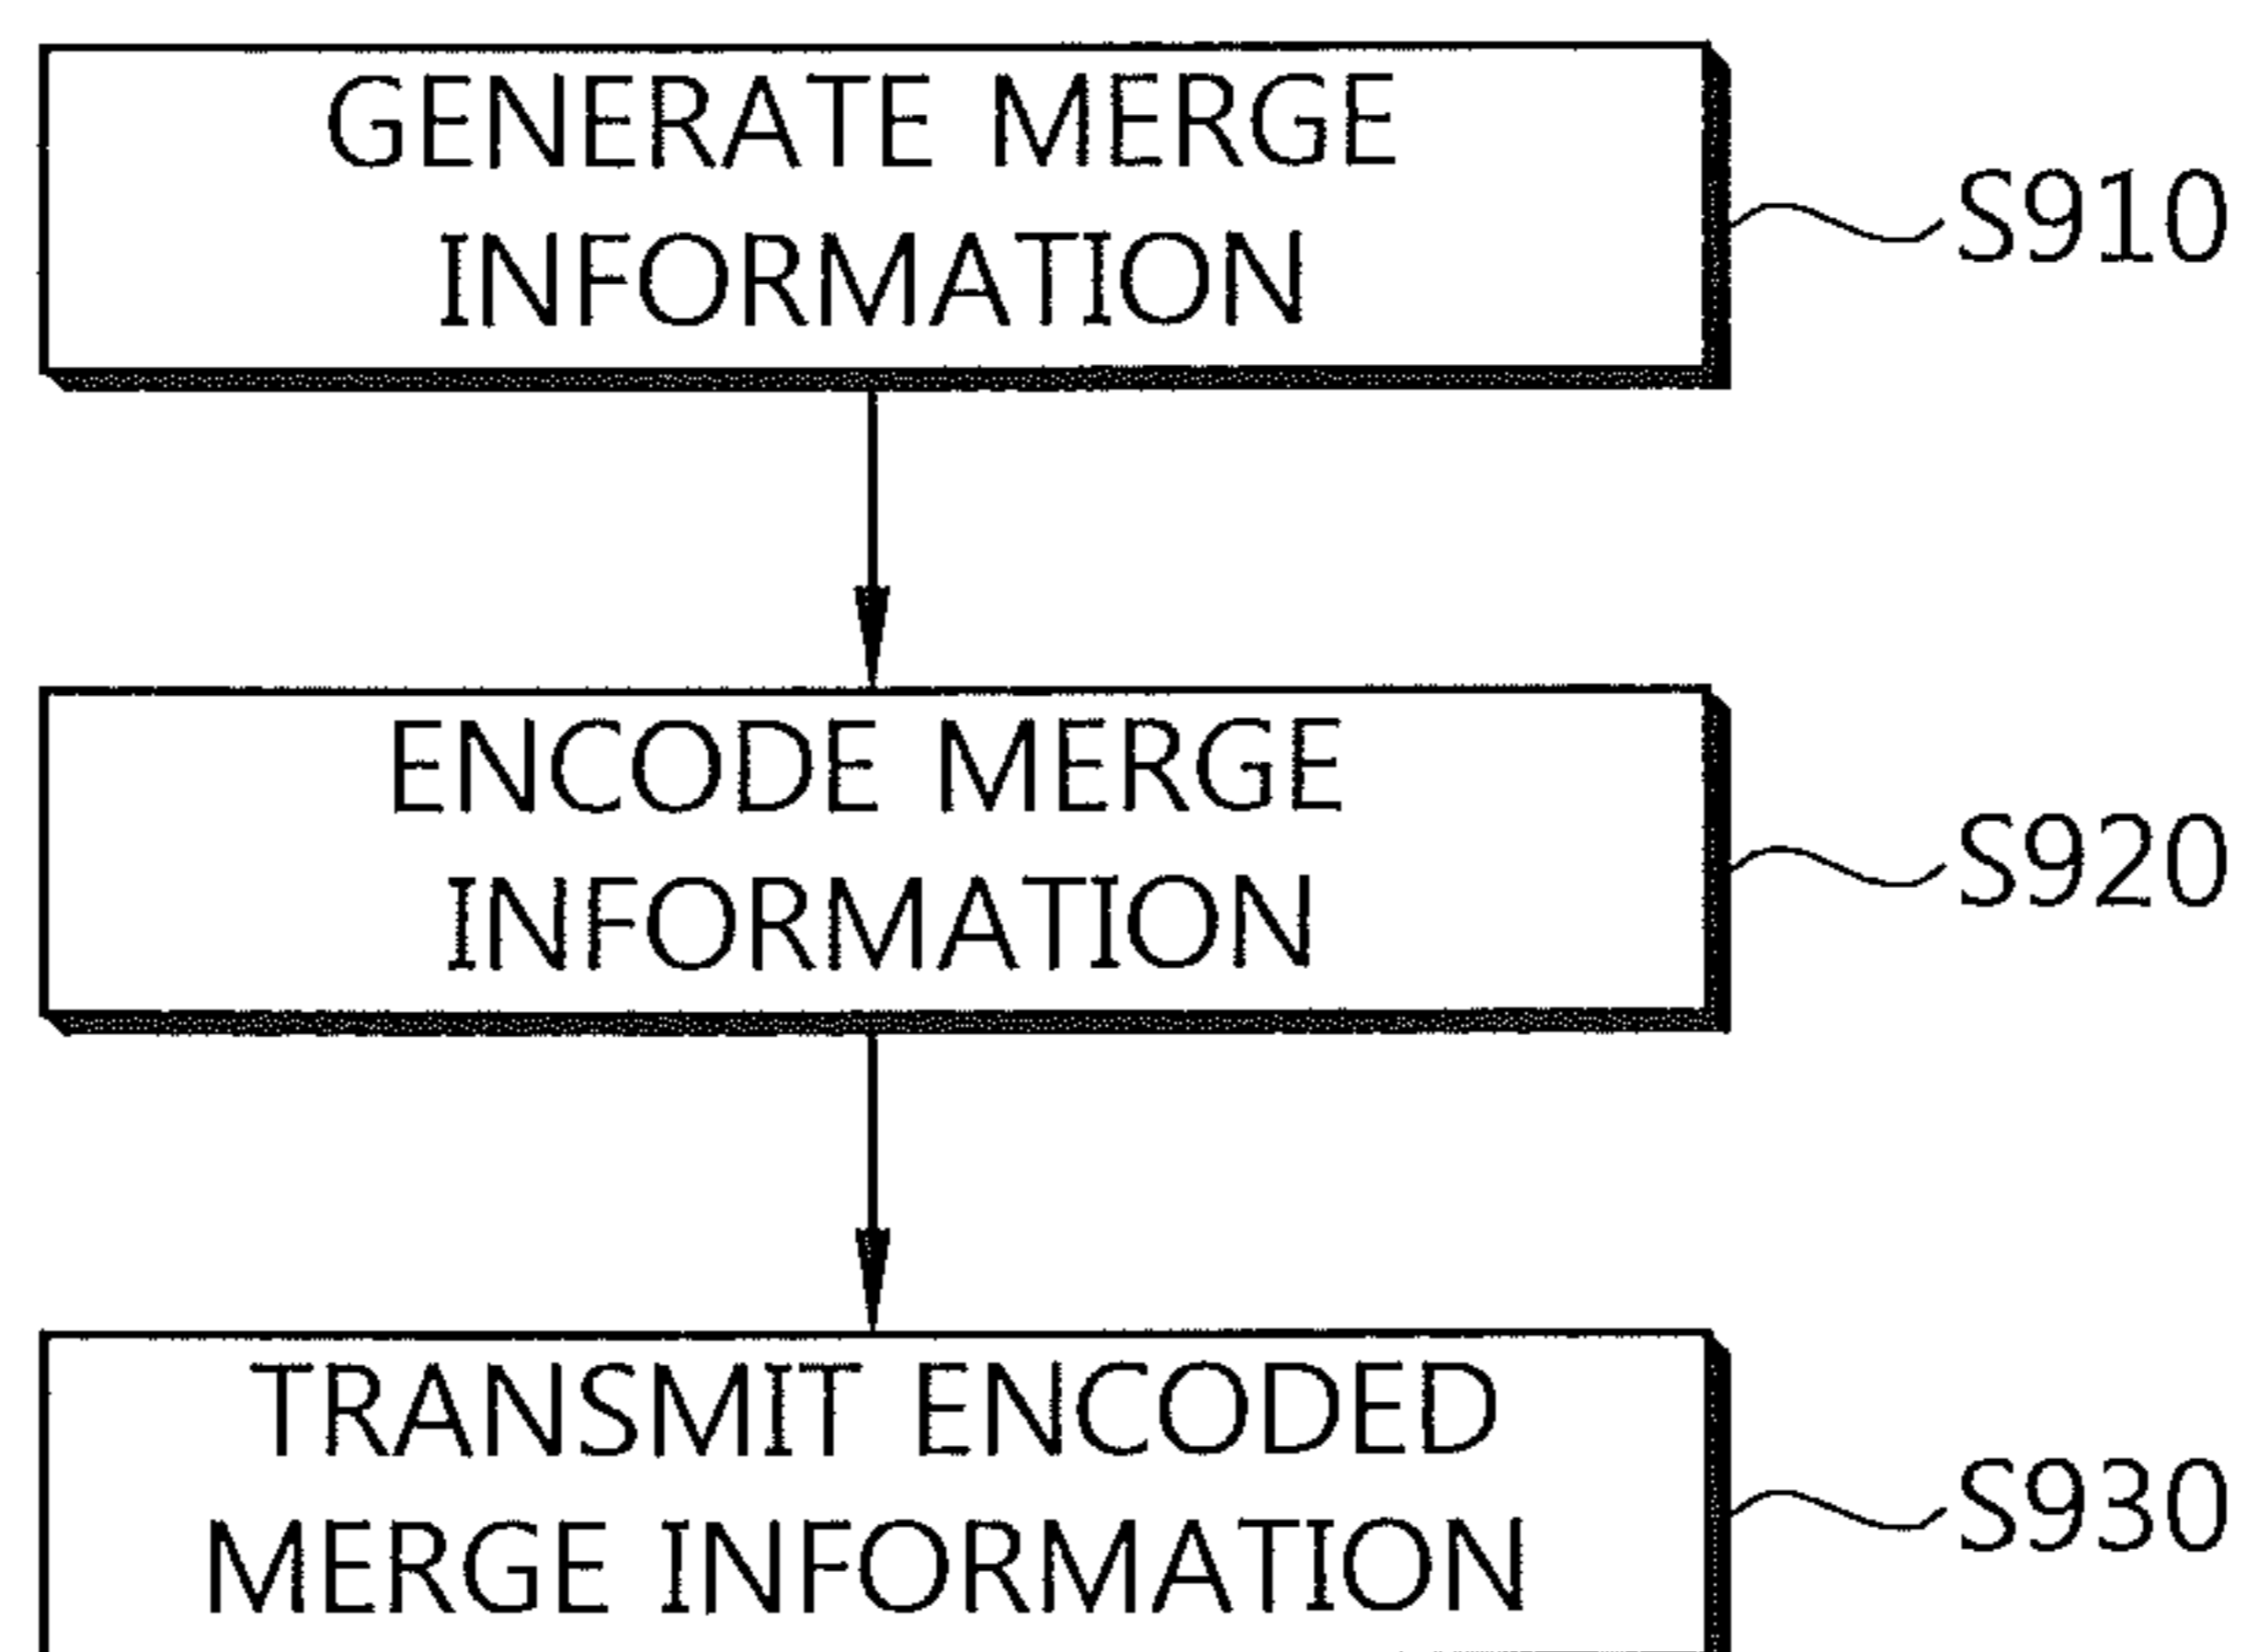 GENERATE MERGE
INFORMATION
S910
ENCODE MERGE
INFORMATION
S920
TRANSMIT ENCODED
MERGE INFORMATION
S930